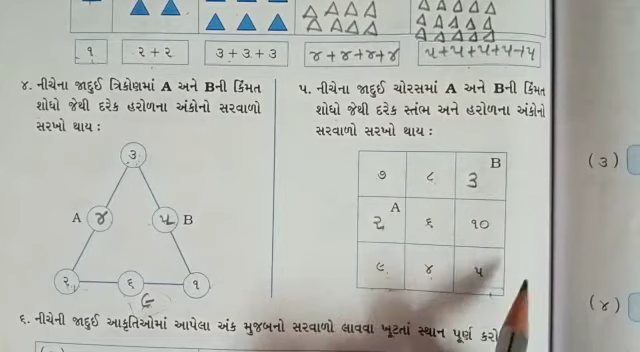 ૧ ૨ + ૨ ૩ + ૩ + ૩ ૪ + ૪ + ૪ + ૪ ૫ + ૫ + ૫ + ૫ + ૫
૪. નીચેના જાદુઈ ત્રિકોણમાં A અને Bની કિંમત
શોધો જેથી દરેક હરોળના અંકોનો સરવાળો
સરખો થાય :
૩
A ૪ ૫ B
૨ ૬ ૧
૯
૫. નીચેના જાદુઈ ચોરસમાં A અને Bની કિંમત
શોધો જેથી દરેક સ્તંભ અને હરોળના અંકોનો
સરવાળો સરખો થાય :
૭ ૮ ૩ B
૨ A ૬ ૧૦
૯ ૪ ૫
(૩)
(૪)
૬. નીચેની જાદુઈ આકૃતિઓમાં આપેલા અંક મુજબનો સરવાળો લાવવા ખૂટતાં સ્થાન પૂર્ણ કરો